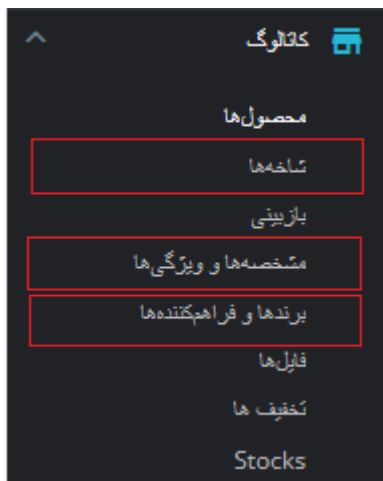 کاتالوگ
محصول‌ها
شاخه‌ها
بازبینی
مشخصه‌ها و ویژگی‌ها
برندها و فراهم‌کننده‌ها
فایل‌ها
تخفیف ها
Stocks